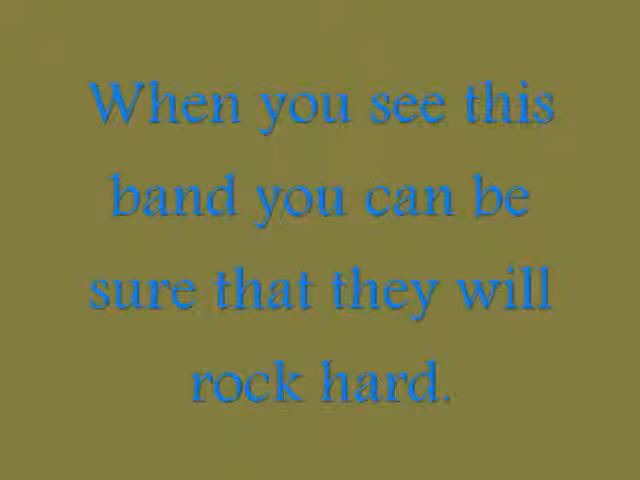 When you see this
band you can be
sure that they will
rock hard.